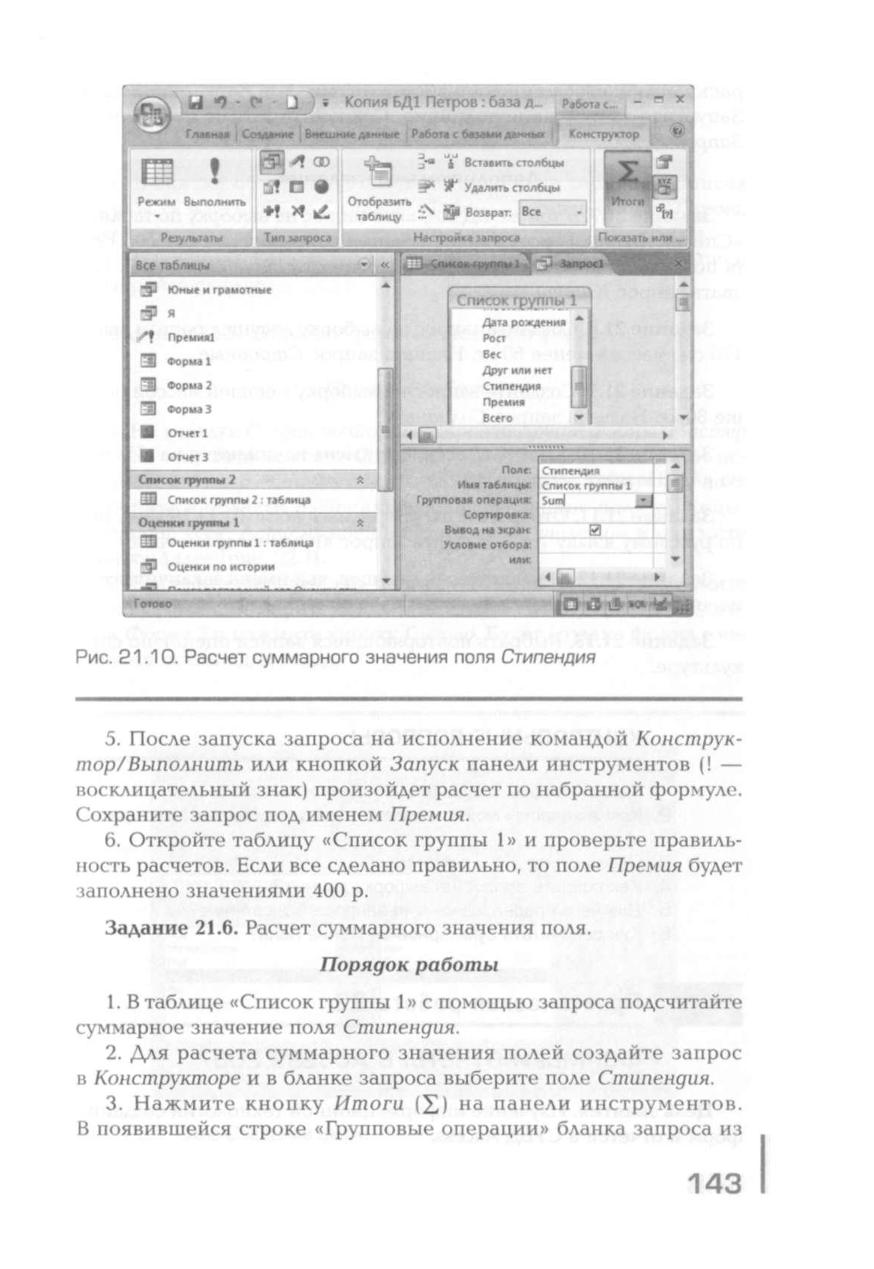 Копия БД1 Петров : база д... Работа с...
Главная Создание Внешние данные Работа с базами данных Конструктор
Режим Выполнить
Результаты
Тип запроса
Отобразить таблицу
Вставить столбцы
Удалить столбцы
Возврат: Все
Настройка запроса
Итоги
Показать или ...
Все таблицы
Юные и грамотные
Я
Премия1
Форма 1
Форма 2
Форма 3
Отчет 1
Отчет 3
Список группы 2
Список группы 2 : таблица
Оценки группы 1
Оценки группы 1 : таблица
Оценки по истории
Список группы 1 Запрос1
Список группы 1
Дата рождения
Рост
Вес
Друг или нет
Стипендия
Премия
Всего
Поле: Стипендия
Имя таблицы: Список группы 1
Групповая операция: Sum
Сортировка:
Вывод на экран:
Условие отбора:
или:
Готово
SQL
Рис. 21.10. Расчет суммарного значения поля Стипендия
5. После запуска запроса на исполнение командой Конструк-
тор/Выполнить или кнопкой Запуск панели инструментов (! —
восклицательный знак) произойдет расчет по набранной формуле.
Сохраните запрос под именем Премия.
6. Откройте таблицу «Список группы 1» и проверьте правиль-
ность расчетов. Если все сделано правильно, то поле Премия будет
заполнено значениями 400 р.
Задание 21.6. Расчет суммарного значения поля.
Порядок работы
1. В таблице «Список группы 1» с помощью запроса подсчитайте
суммарное значение поля Стипендия.
2. Для расчета суммарного значения полей создайте запрос
в Конструкторе и в бланке запроса выберите поле Стипендия.
3. Нажмите кнопку Итоги (Σ) на панели инструментов.
В появившейся строке «Групповые операции» бланка запроса из
143